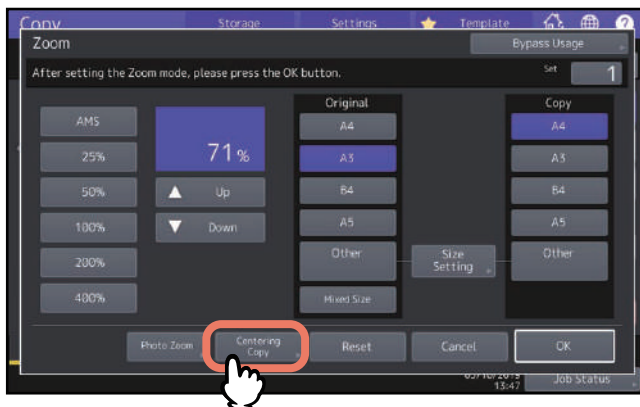 Copy Storage Settings Template
Zoom Bypass Usage
After setting the Zoom mode, please press the OK button. Set 1
Original Copy
AMS A4 A4
25% 71% A3 A3
50% Up B4 B4
100% Down A5 A5
200% Other Size Setting Other
400% Mixed Size
Photo Zoom Centering Copy Reset Cancel OK
13:47 Job Status